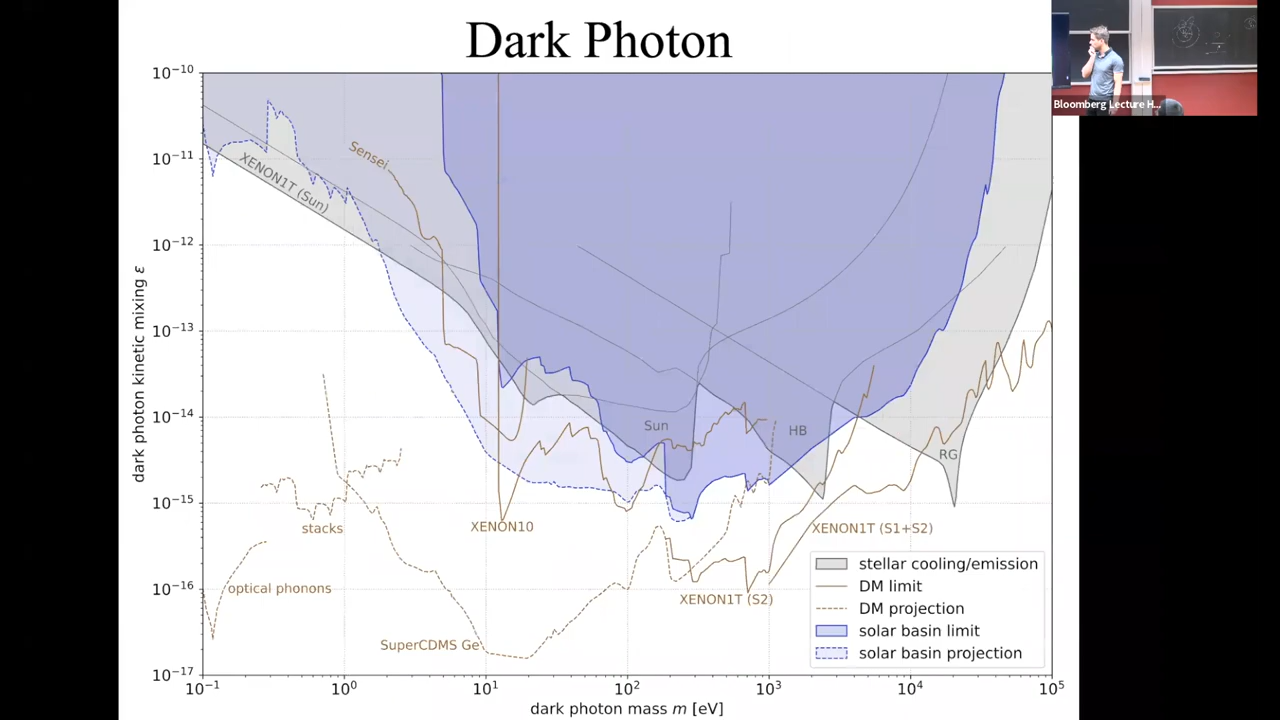 Dark Photon
Bloomberg Lecture H...
10⁻¹⁰
10⁻¹¹
10⁻¹²
10⁻¹³
10⁻¹⁴
10⁻¹⁵
10⁻¹⁶
10⁻¹⁷
dark photon kinetic mixing ε
Sensei
XENON1T (Sun)
Sun
HB
RG
XENON10
XENON1T (S1+S2)
stacks
optical phonons
XENON1T (S2)
SuperCDMS Ge
stellar cooling/emission
DM limit
DM projection
solar basin limit
solar basin projection
10⁻¹
10⁰
10¹
10²
10³
10⁴
10⁵
dark photon mass m [eV]